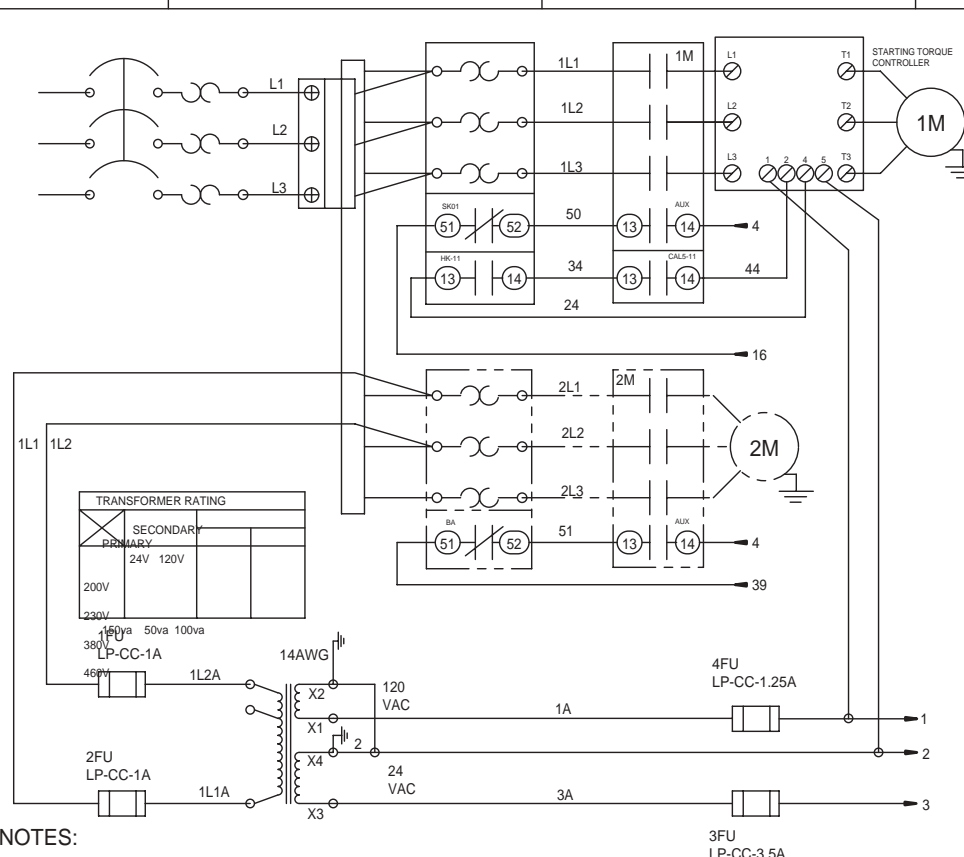 L1
L2
L3
1L1
1L2
1L3
1M
L1
L2
L3
T1
T2
T3
1 2 4 5
STARTING TORQUE
CONTROLLER
1M
SK01
51 52
50
AUX
13 14
4
HK-11
13 14
34
CAL5-11
13 14
44
24
16
2L1
2L2
2L3
2M
2M
BA
51 52
51
AUX
13 14
4
39
1L1 1L2
TRANSFORMER RATING
SECONDARY
PRIMARY
24V 120V
200V
230V
150va 50va 100va
380V
460V
1FU
LP-CC-1A
1L2A
14AWG
X2
120
VAC
X1
1A
4FU
LP-CC-1.25A
1
X4
2
2
2FU
LP-CC-1A
1L1A
24
VAC
X3
3A
3
3FU
LP-CC-3.5A
NOTES: